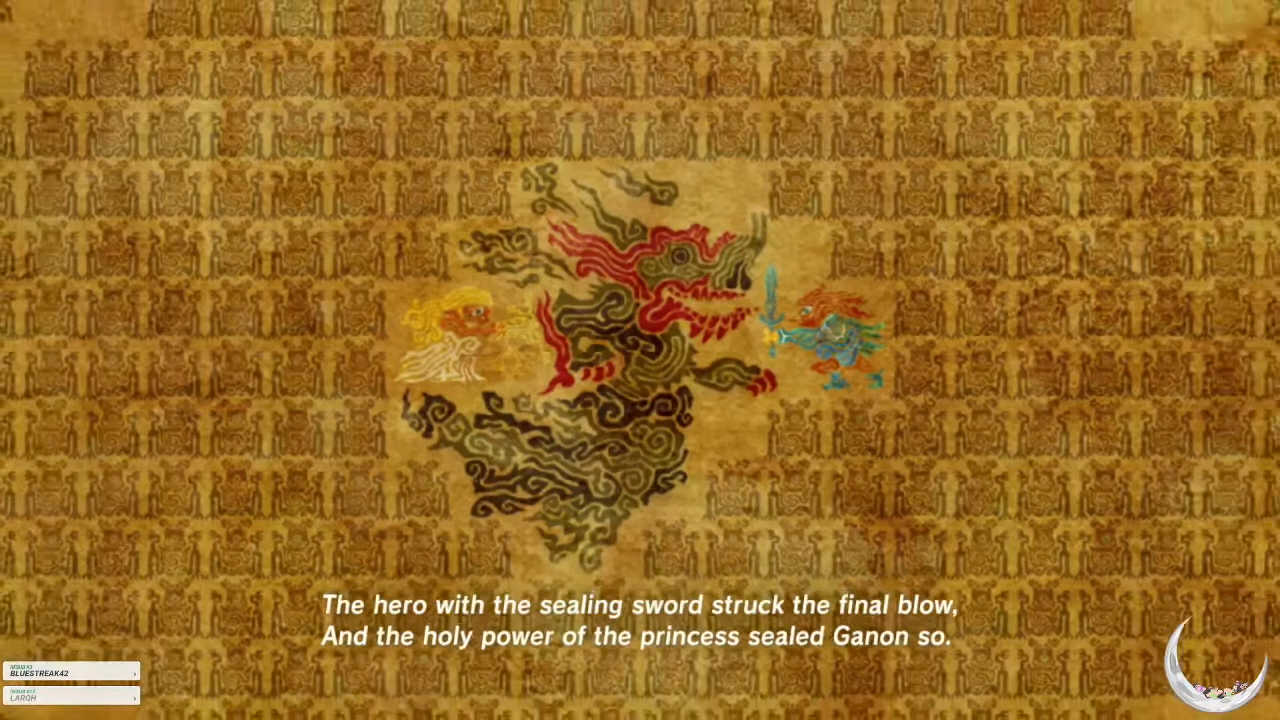 The hero with the sealing sword struck the final blow,
And the holy power of the princess sealed Ganon so.
BLUESTREAK42
LAROH